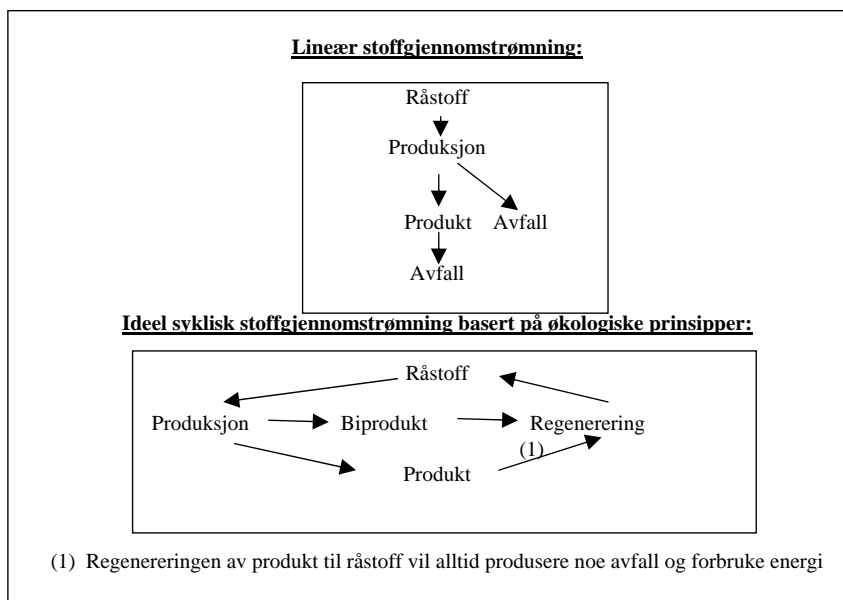 Lineær stoffgjennomstrømning:
Råstoff
Produksjon
Produkt Avfall
Avfall
Ideel syklisk stoffgjennomstrømning basert på økologiske prinsipper:
Råstoff
Produksjon Biprodukt Regenerering
(1)
Produkt
(1) Regenereringen av produkt til råstoff vil alltid produsere noe avfall og forbruke energi